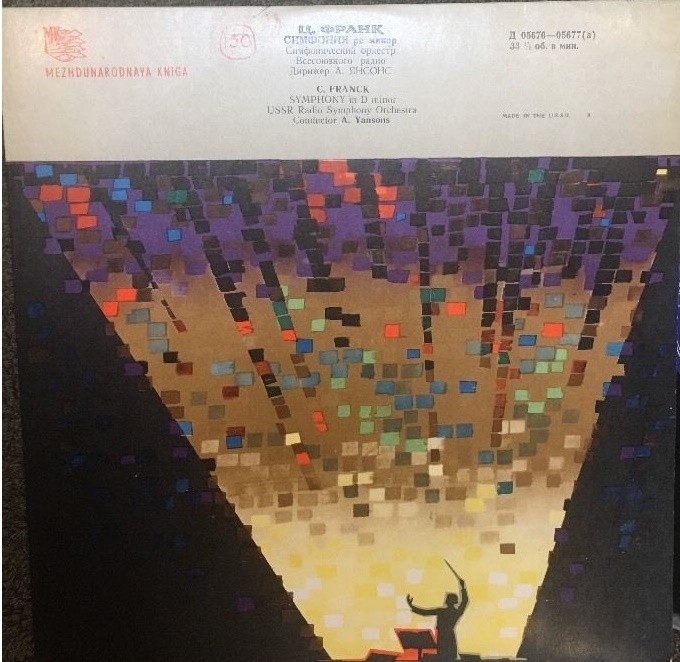 МК
MEZHDUNARODNAYA KNIGA
150
Ц. ФРАНК
СИМФОНИЯ ре минор
Симфонический оркестр
Всесоюзного радио
Дирижер А. ЯНСОНС
C. FRANCK
SYMPHONY in D minor
USSR Radio Symphony Orchestra
Conductor A. Yansons
Д 05676—05677(а)
33 ⅓ об. в мин.
MADE IN THE U.S.S.R.